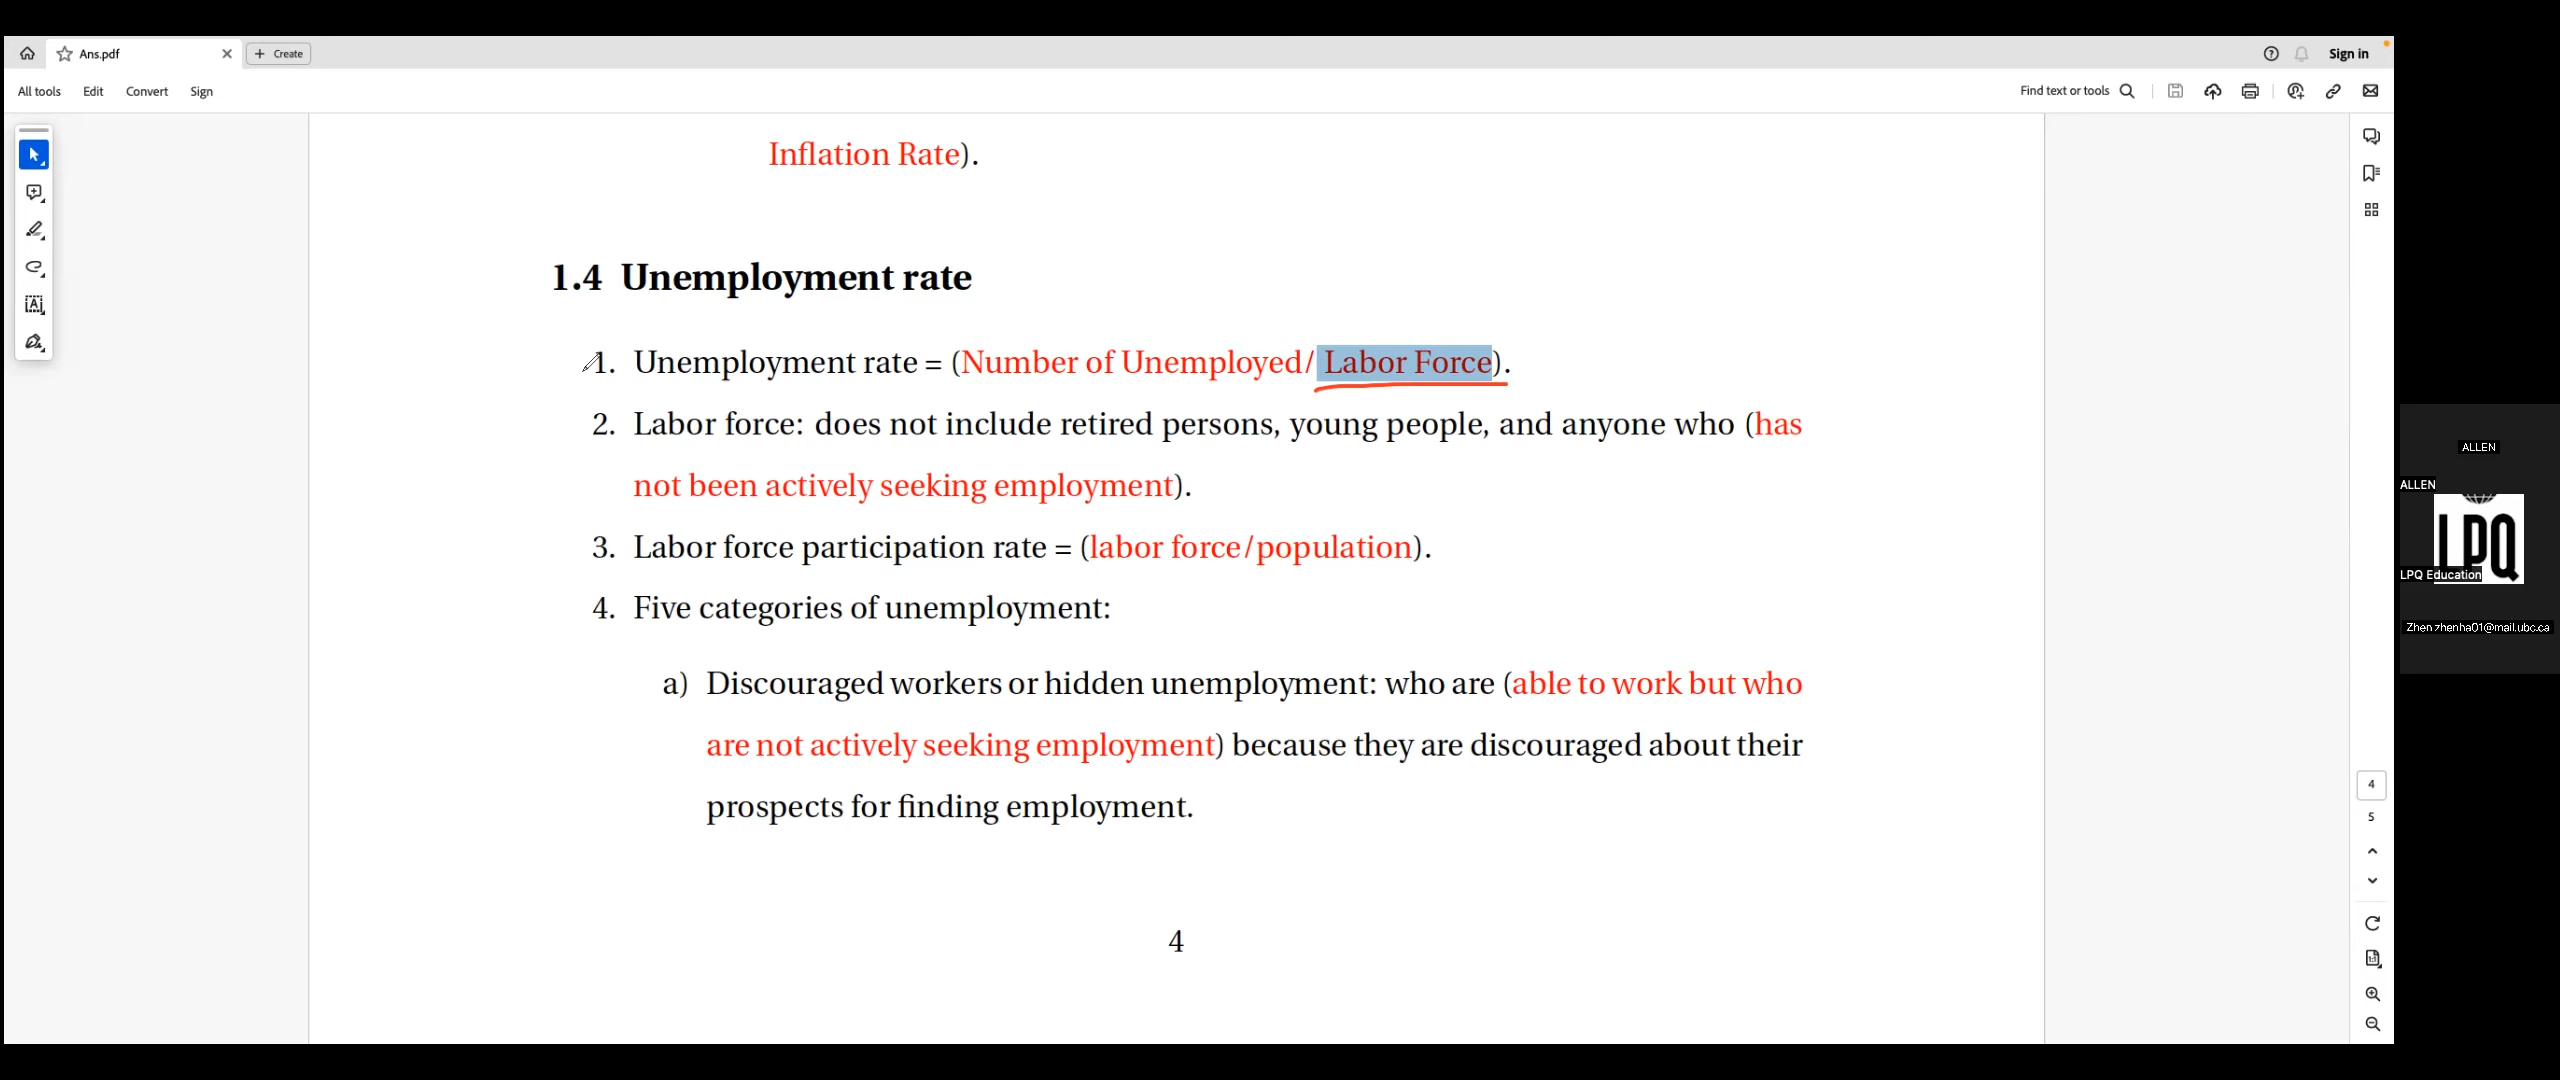 Ans.pdf
Create
Sign in
All tools Edit Convert Sign
Find text or tools
Inflation Rate).
1.4 Unemployment rate
1. Unemployment rate = (Number of Unemployed/ Labor Force).
2. Labor force: does not include retired persons, young people, and anyone who (has
not been actively seeking employment).
3. Labor force participation rate = (labor force/population).
4. Five categories of unemployment:
a) Discouraged workers or hidden unemployment: who are (able to work but who
are not actively seeking employment) because they are discouraged about their
prospects for finding employment.
4
4
5
ALLEN
ALLEN
LPQ
LPQ Education
Zhen zhenha01@mail.ubc.ca